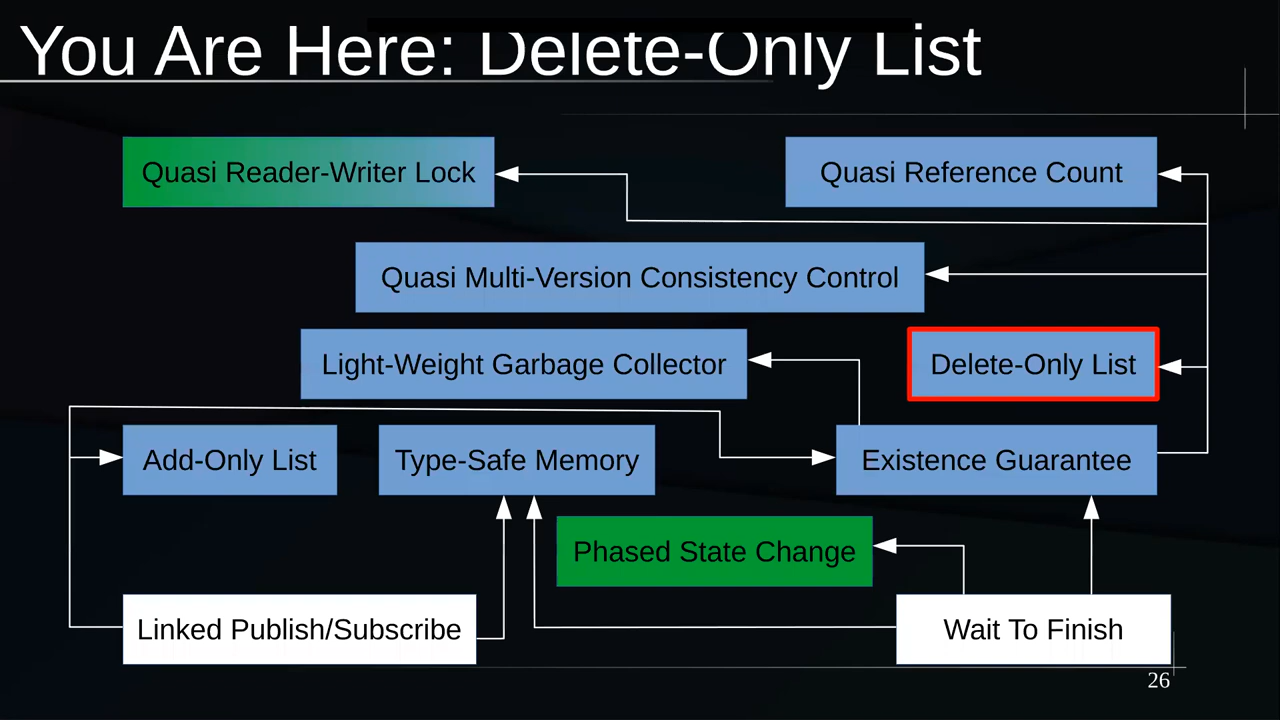 You Are Here: Delete-Only List
Quasi Reader-Writer Lock
Quasi Reference Count
Quasi Multi-Version Consistency Control
Light-Weight Garbage Collector
Delete-Only List
Add-Only List
Type-Safe Memory
Existence Guarantee
Phased State Change
Linked Publish/Subscribe
Wait To Finish
26